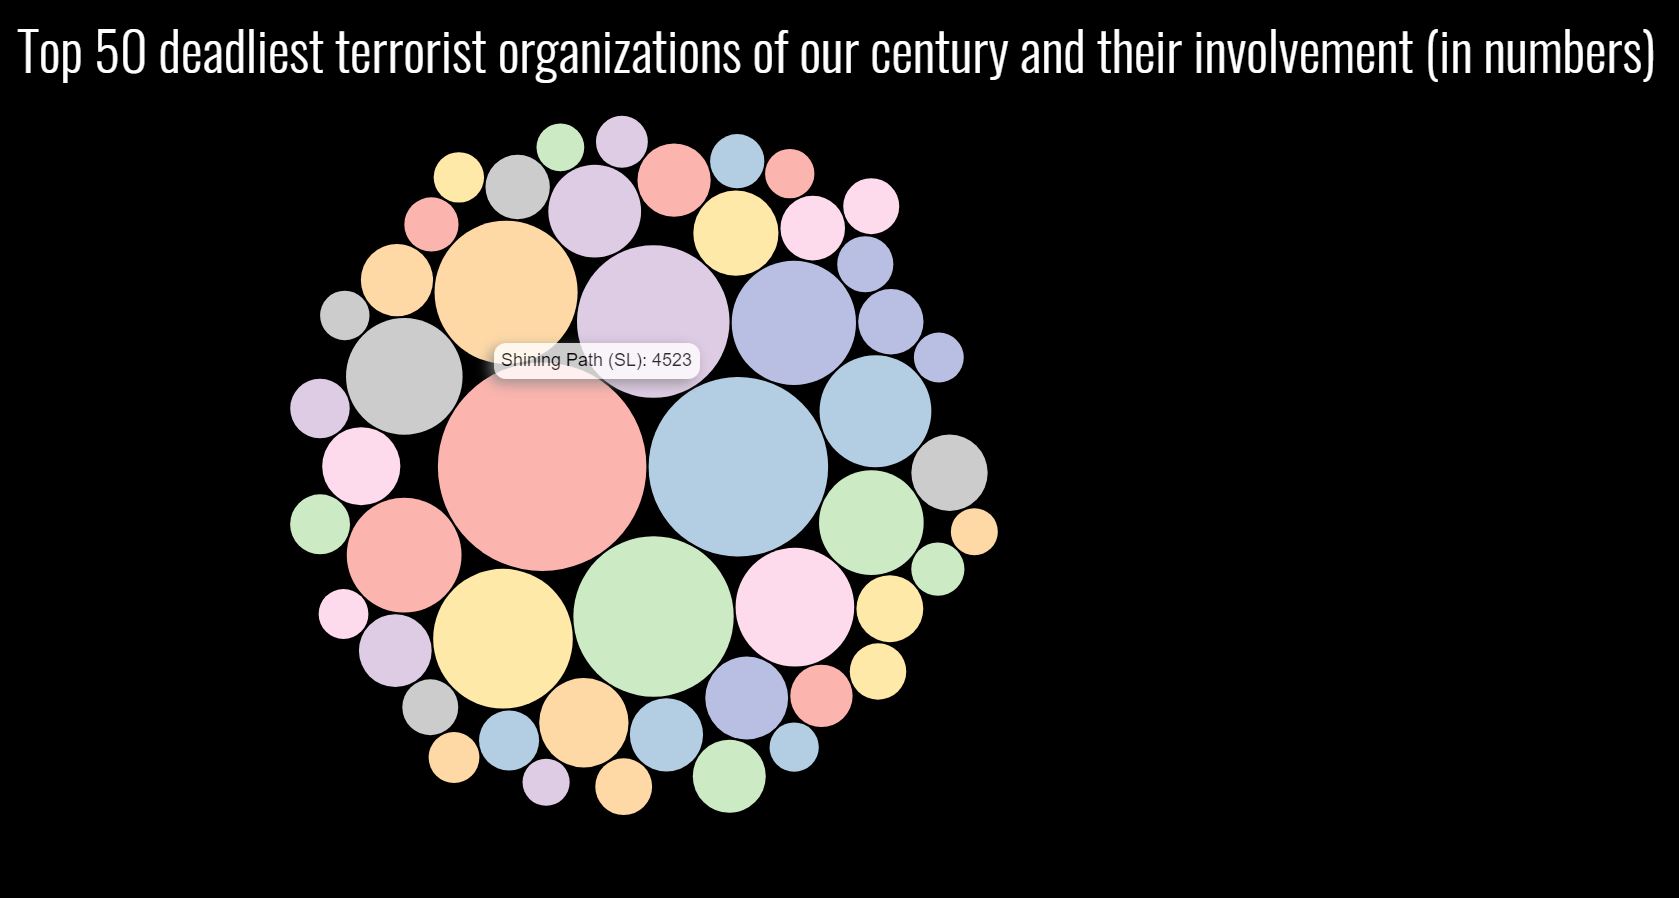 Top 50 deadliest terrorist organizations of our century and their involvement (in numbers)
Shining Path (SL): 4523